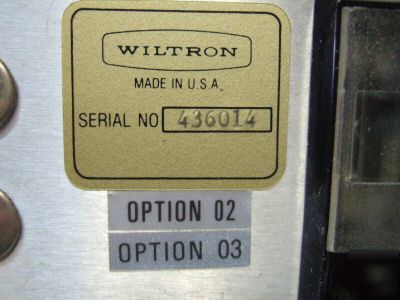 WILTRON
MADE IN U.S.A.
SERIAL NO 436014
OPTION 02
OPTION 03